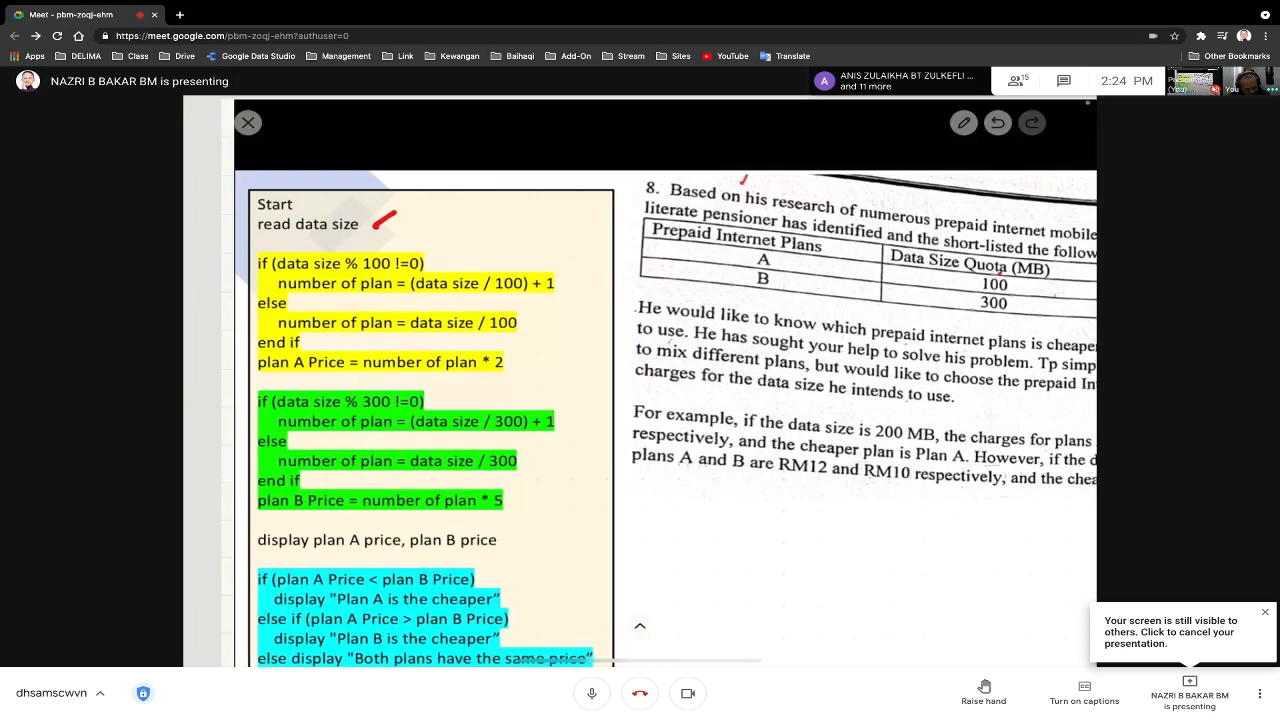 Meet - pbm-zoqj-ehm
https://meet.google.com/pbm-zoqj-ehm?authuser=0
Apps DELIMA Class Drive Google Data Studio Management Link Kewangan Baihaqi Add-On Stream Sites YouTube Translate Other Bookmarks
NAZRI B BAKAR BM is presenting
A ANIS ZULAIKHA BT ZULKEFLI ...
and 11 more
15
2:24 PM
(You)
You
Start
read data size
if (data size % 100 !=0)
number of plan = (data size / 100) + 1
else
number of plan = data size / 100
end if
plan A Price = number of plan * 2
if (data size % 300 !=0)
number of plan = (data size / 300) + 1
else
number of plan = data size / 300
end if
plan B Price = number of plan * 5
display plan A price, plan B price
if (plan A Price < plan B Price)
display "Plan A is the cheaper”
else if (plan A Price > plan B Price)
display "Plan B is the cheaper”
else display "Both plans have the same price”
8. Based on his research of numerous prepaid internet mobile
literate pensioner has identified and the short-listed the follow
Prepaid Internet Plans Data Size Quota (MB)
A 100
B 300
He would like to know which prepaid internet plans is cheape
to use. He has sought your help to solve his problem. Tp simp
to mix different plans, but would like to choose the prepaid In
charges for the data size he intends to use.
For example, if the data size is 200 MB, the charges for plans
respectively, and the cheaper plan is Plan A. However, if the d
plans A and B are RM12 and RM10 respectively, and the chea
Your screen is still visible to
others. Click to cancel your
presentation.
dhsamscwvn
Raise hand
Turn on captions
NAZRI B BAKAR BM
is presenting